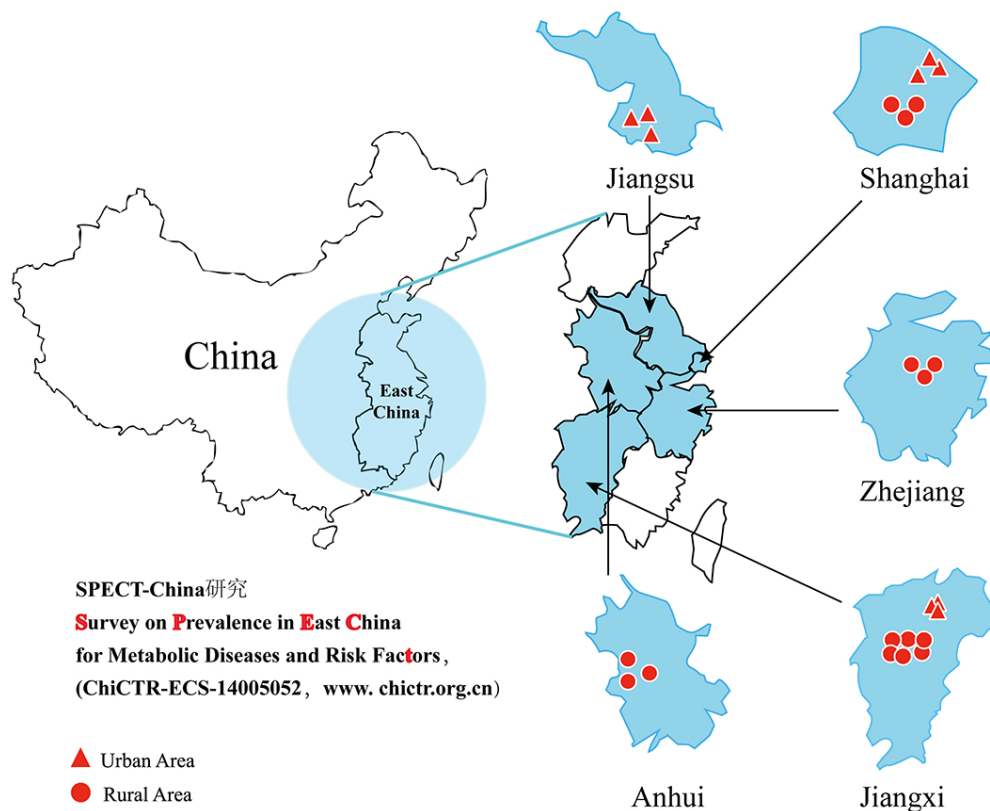 Jiangsu
Shanghai
China
East
China
Zhejiang
SPECT-China研究
Survey on Prevalence in East China
for Metabolic Diseases and Risk Factors,
(ChiCTR-ECS-14005052, www. chictr.org.cn)
Urban Area
Rural Area
Anhui
Jiangxi